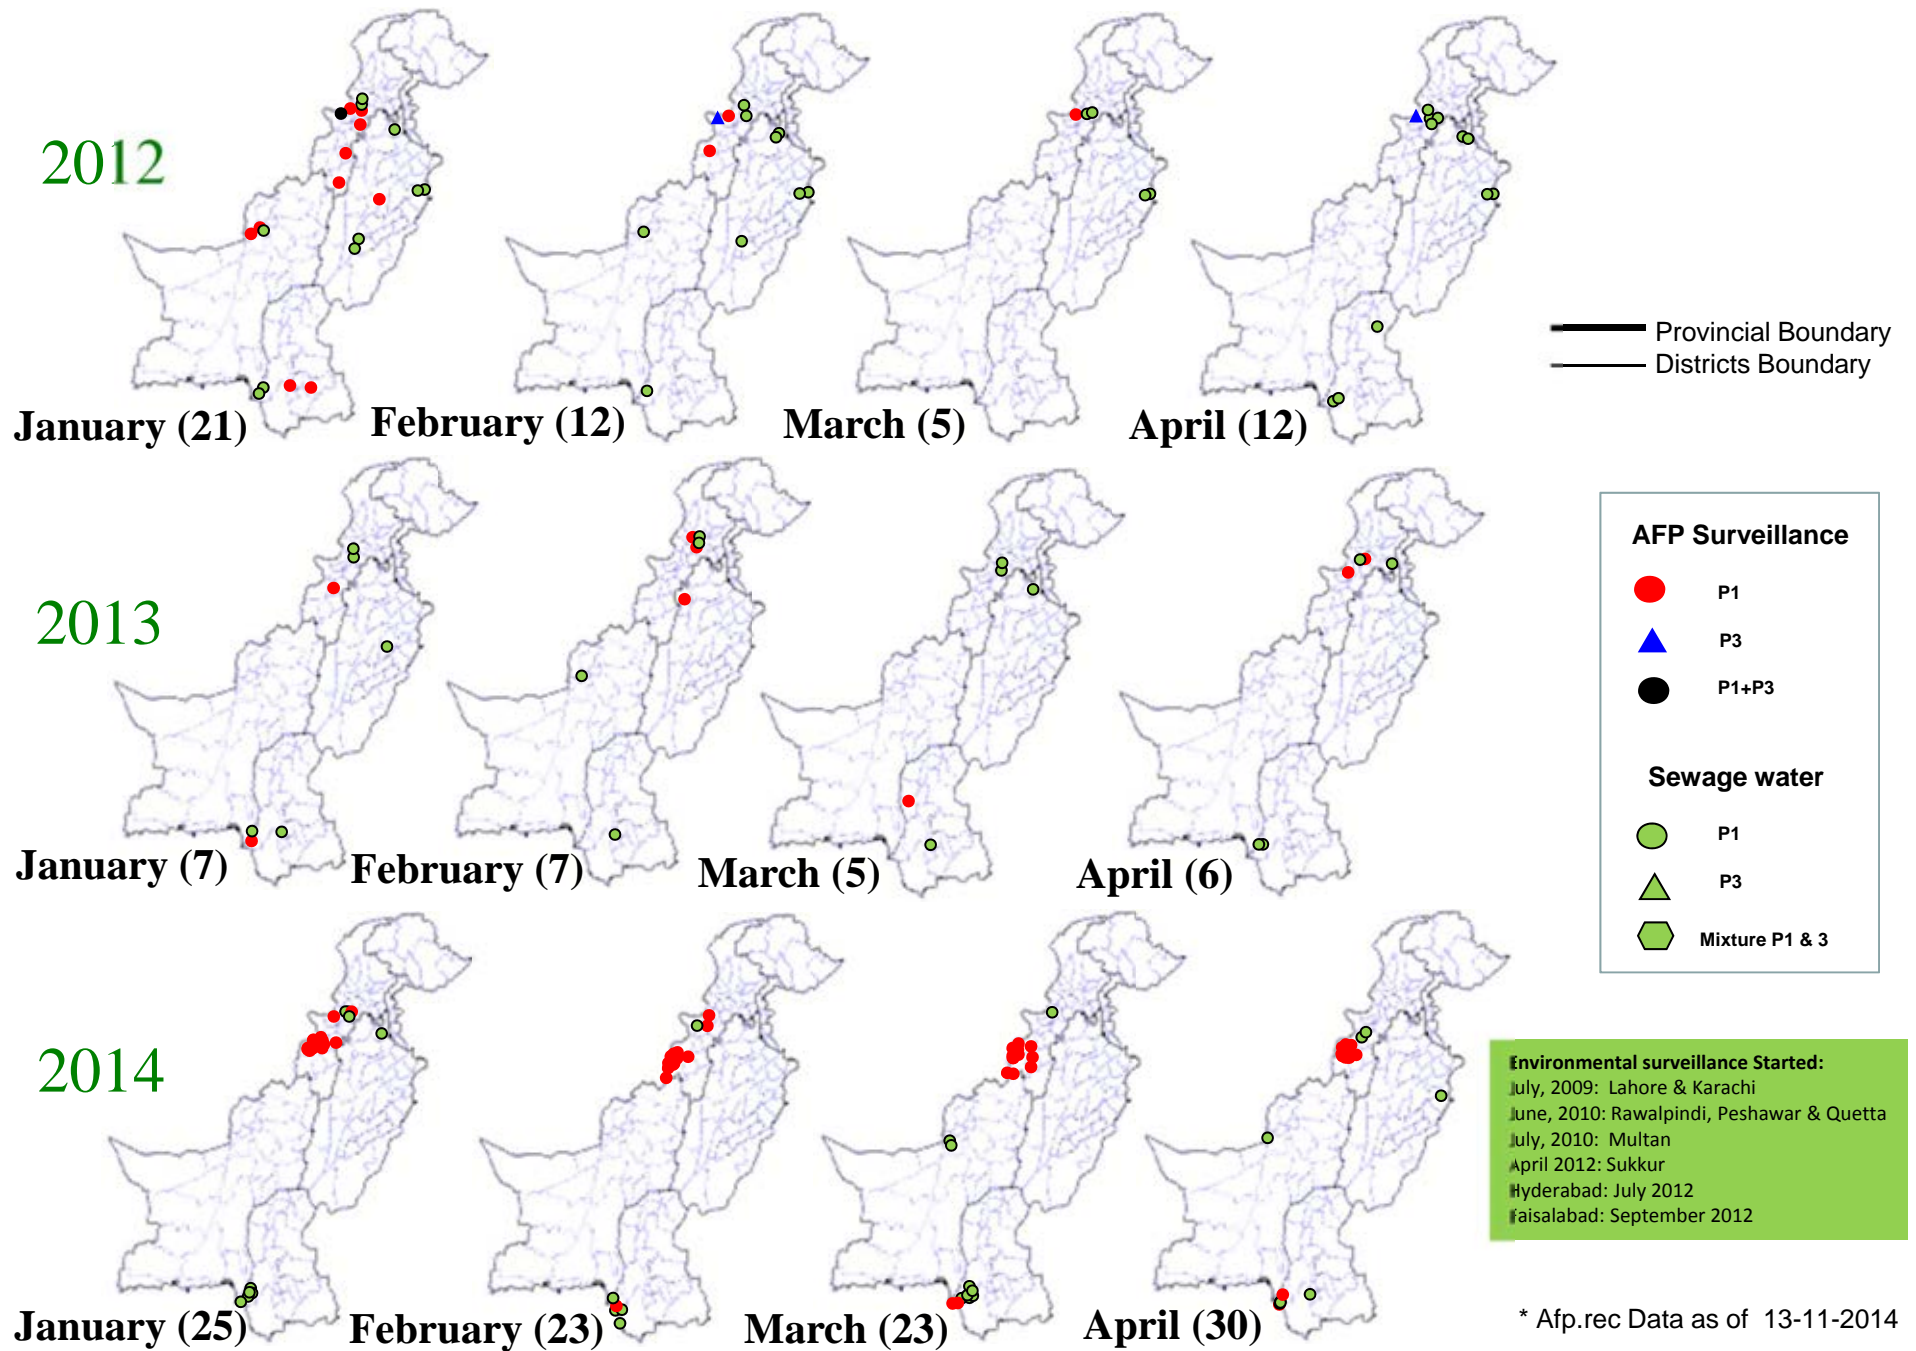 2012
January (21)
February (12)
March (5)
April (12)
Provincial Boundary
Districts Boundary
2013
January (7)
February (7)
March (5)
April (6)
AFP Surveillance
P1
P3
P1+P3
Sewage water
P1
P3
Mixture P1 & 3
2014
January (25)
February (23)
March (23)
April (30)
Environmental surveillance Started:
July, 2009: Lahore & Karachi
June, 2010: Rawalpindi, Peshawar & Quetta
July, 2010: Multan
April 2012: Sukkur
Hyderabad: July 2012
Faisalabad: September 2012
* Afp.rec Data as of 13-11-2014